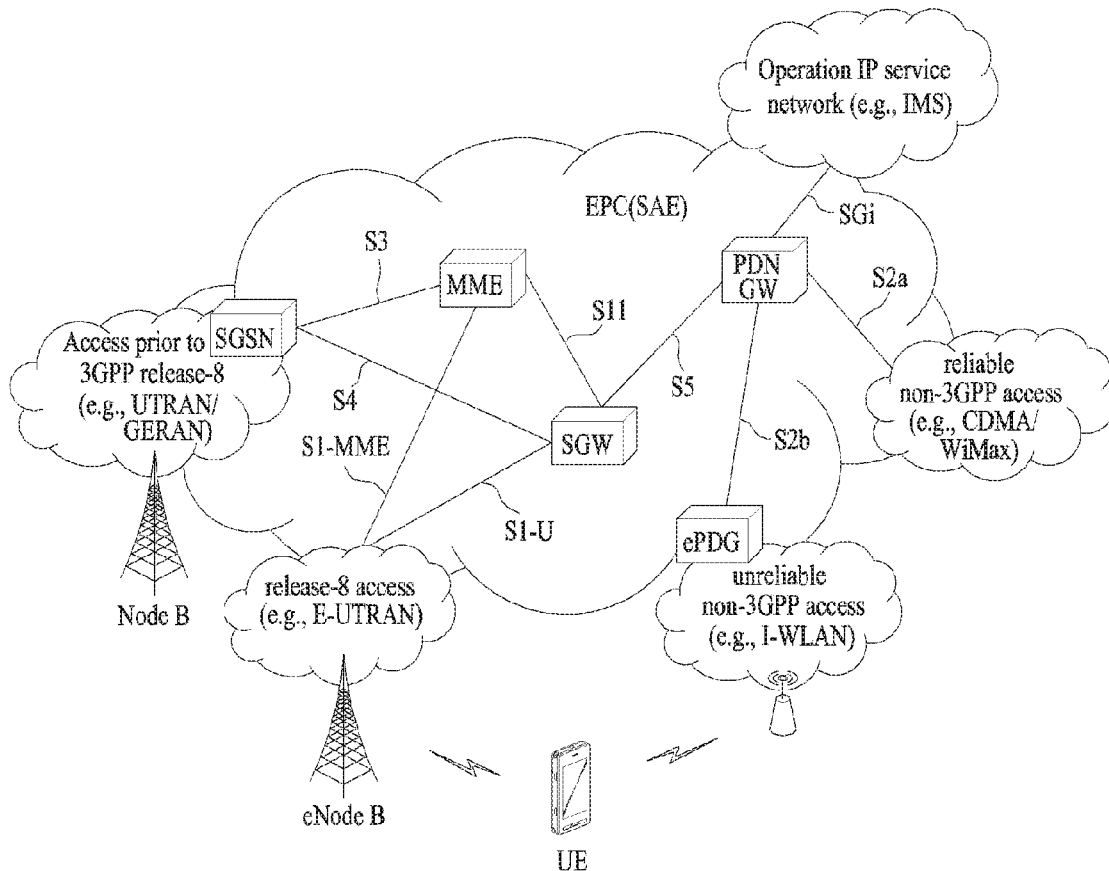 Operation IP service
network (e.g., IMS)
EPC(SAE)
SGi
S3
MME
PDN
GW
S2a
S11
SGSN
Access prior to
3GPP release-8
(e.g., UTRAN/
GERAN)
S5
reliable
non-3GPP access
(e.g., CDMA/
WiMax)
S4
S2b
SGW
S1-MME
S1-U
ePDG
release-8 access
(e.g., E-UTRAN)
unreliable
non-3GPP access
(e.g., I-WLAN)
Node B
eNode B
UE